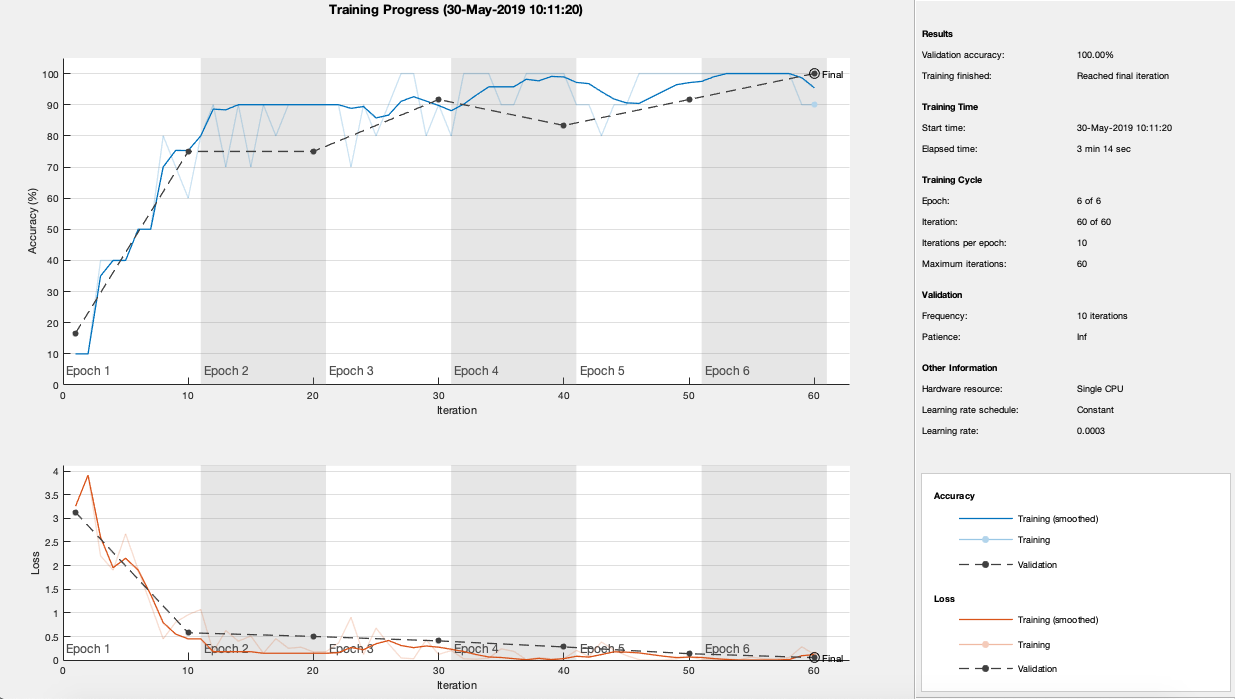 Training Progress (30-May-2019 10:11:20)
100
90
80
70
60
50
40
30
20
10
0
Accuracy (%)
Final
Epoch 1 Epoch 2 Epoch 3 Epoch 4 Epoch 5 Epoch 6
0 10 20 30 40 50 60
Iteration
4
3.5
3
2.5
2
1.5
1
0.5
0
Loss
Epoch 1 Epoch 2 Epoch 3 Epoch 4 Epoch 5 Epoch 6
Final
0 10 20 30 40 50 60
Iteration
Results
Validation accuracy: 100.00%
Training finished: Reached final iteration
Training Time
Start time: 30-May-2019 10:11:20
Elapsed time: 3 min 14 sec
Training Cycle
Epoch: 6 of 6
Iteration: 60 of 60
Iterations per epoch: 10
Maximum iterations: 60
Validation
Frequency: 10 iterations
Patience: Inf
Other Information
Hardware resource: Single CPU
Learning rate schedule: Constant
Learning rate: 0.0003
Accuracy
Training (smoothed)
Training
Validation
Loss
Training (smoothed)
Training
Validation